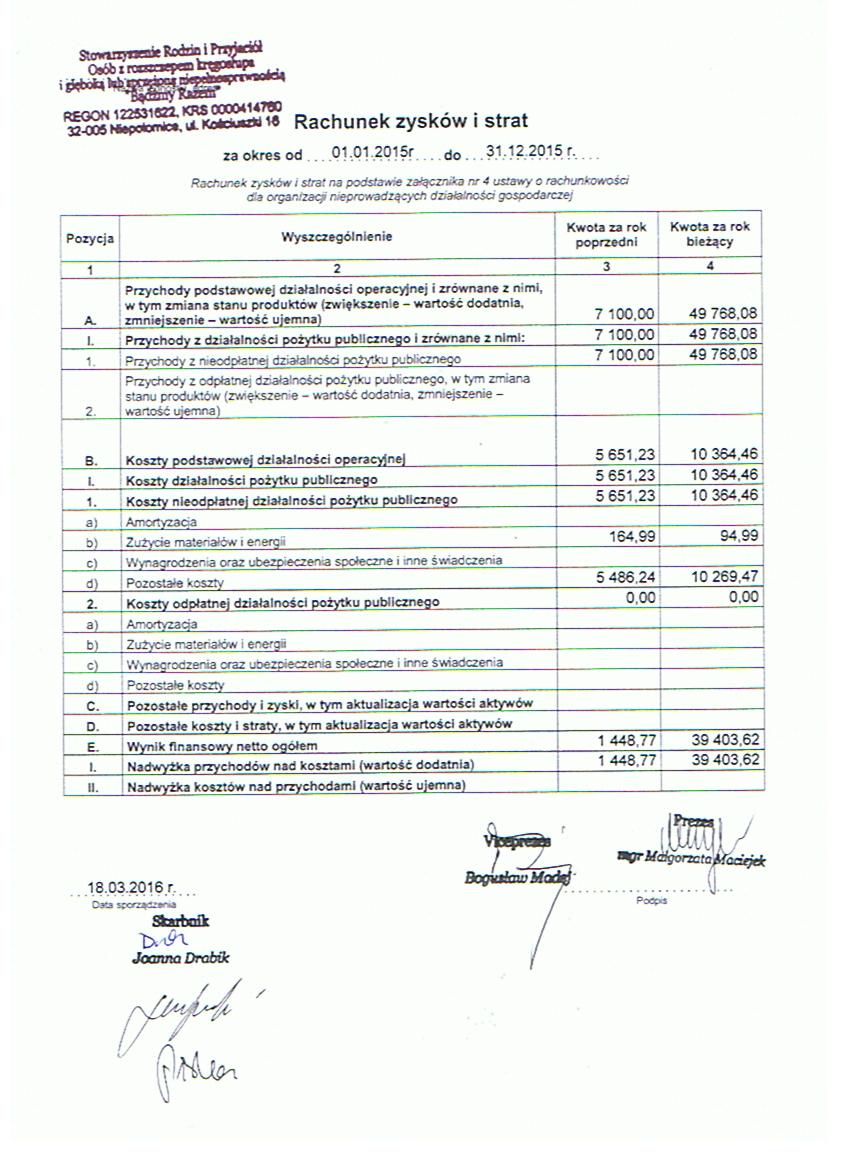 Stowarzyszenie Rodzin i Przyjaciół
Osób z rozszczepem kręgosłupa
i głęboką lub sprzężoną niepełnosprawnością
"Bądźmy Razem"
REGON 122531622, KRS 0000414760
32-005 Niepołomice, ul. Kościuszki 16
Rachunek zysków i strat
za okres od ....01.01.2015r.....do....31.12.2015 r.....
Rachunek zysków i strat na podstawie załącznika nr 4 ustawy o rachunkowości
dla organizacji nieprowadzących działalności gospodarczej
Pozycja Wyszczególnienie Kwota za rok poprzedni Kwota za rok bieżący
1 2 3 4
Przychody podstawowej działalności operacyjnej i zrównane z nimi,
w tym zmiana stanu produktów (zwiększenie – wartość dodatnia,
A. zmniejszenie – wartość ujemna) 7 100,00 49 768,08
I. Przychody z działalności pożytku publicznego i zrównane z nimi: 7 100,00 49 768,08
1. Przychody z nieodpłatnej działalności pożytku publicznego 7 100,00 49 768,08
Przychody z odpłatnej działalności pożytku publicznego, w tym zmiana
stanu produktów (zwiększenie – wartość dodatnia, zmniejszenie –
2. wartość ujemna)
B. Koszty podstawowej działalności operacyjnej 5 651,23 10 364,46
I. Koszty działalności pożytku publicznego 5 651,23 10 364,46
1. Koszty nieodpłatnej działalności pożytku publicznego 5 651,23 10 364,46
a) Amortyzacja
b) Zużycie materiałów i energii 164,99 94,99
c) Wynagrodzenia oraz ubezpieczenia społeczne i inne świadczenia
d) Pozostałe koszty 5 486,24 10 269,47
2. Koszty odpłatnej działalności pożytku publicznego 0,00 0,00
a) Amortyzacja
b) Zużycie materiałów i energii
c) Wynagrodzenia oraz ubezpieczenia społeczne i inne świadczenia
d) Pozostałe koszty
C. Pozostałe przychody i zyski, w tym aktualizacja wartości aktywów
D. Pozostałe koszty i straty, w tym aktualizacja wartości aktywów
E. Wynik finansowy netto ogółem 1 448,77 39 403,62
I. Nadwyżka przychodów nad kosztami (wartość dodatnia) 1 448,77 39 403,62
II. Nadwyżka kosztów nad przychodami (wartość ujemna)
Wiceprezes
Bogusław Madej
Prezes
mgr Małgorzata Maciejek
Podpis
18.03.2016 r.
Data sporządzenia
Skarbnik
Joanna Drabik